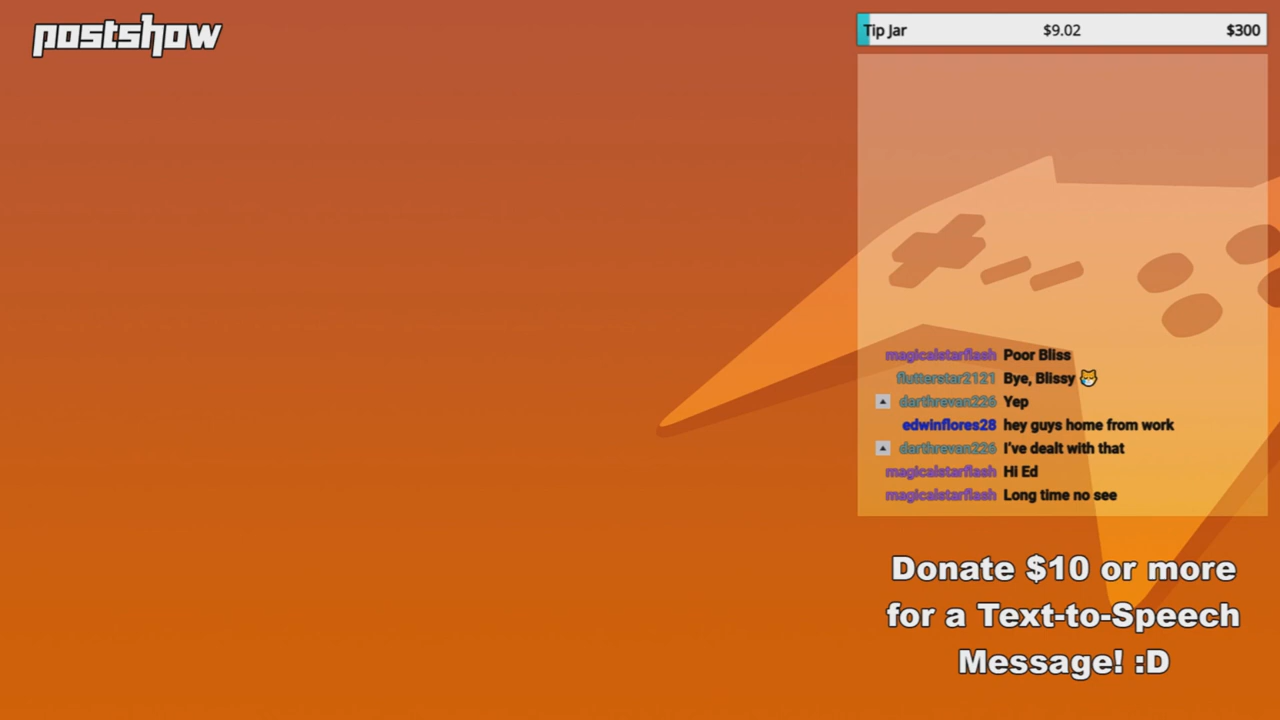 postshow
Tip Jar $9.02 $300
magicalstarflash Poor Bliss
flutterstar2121 Bye, Blissy
darthrevan226 Yep
edwinflores28 hey guys home from work
darthrevan226 I've dealt with that
magicalstarflash Hi Ed
magicalstarflash Long time no see
Donate $10 or more
for a Text-to-Speech
Message! :D